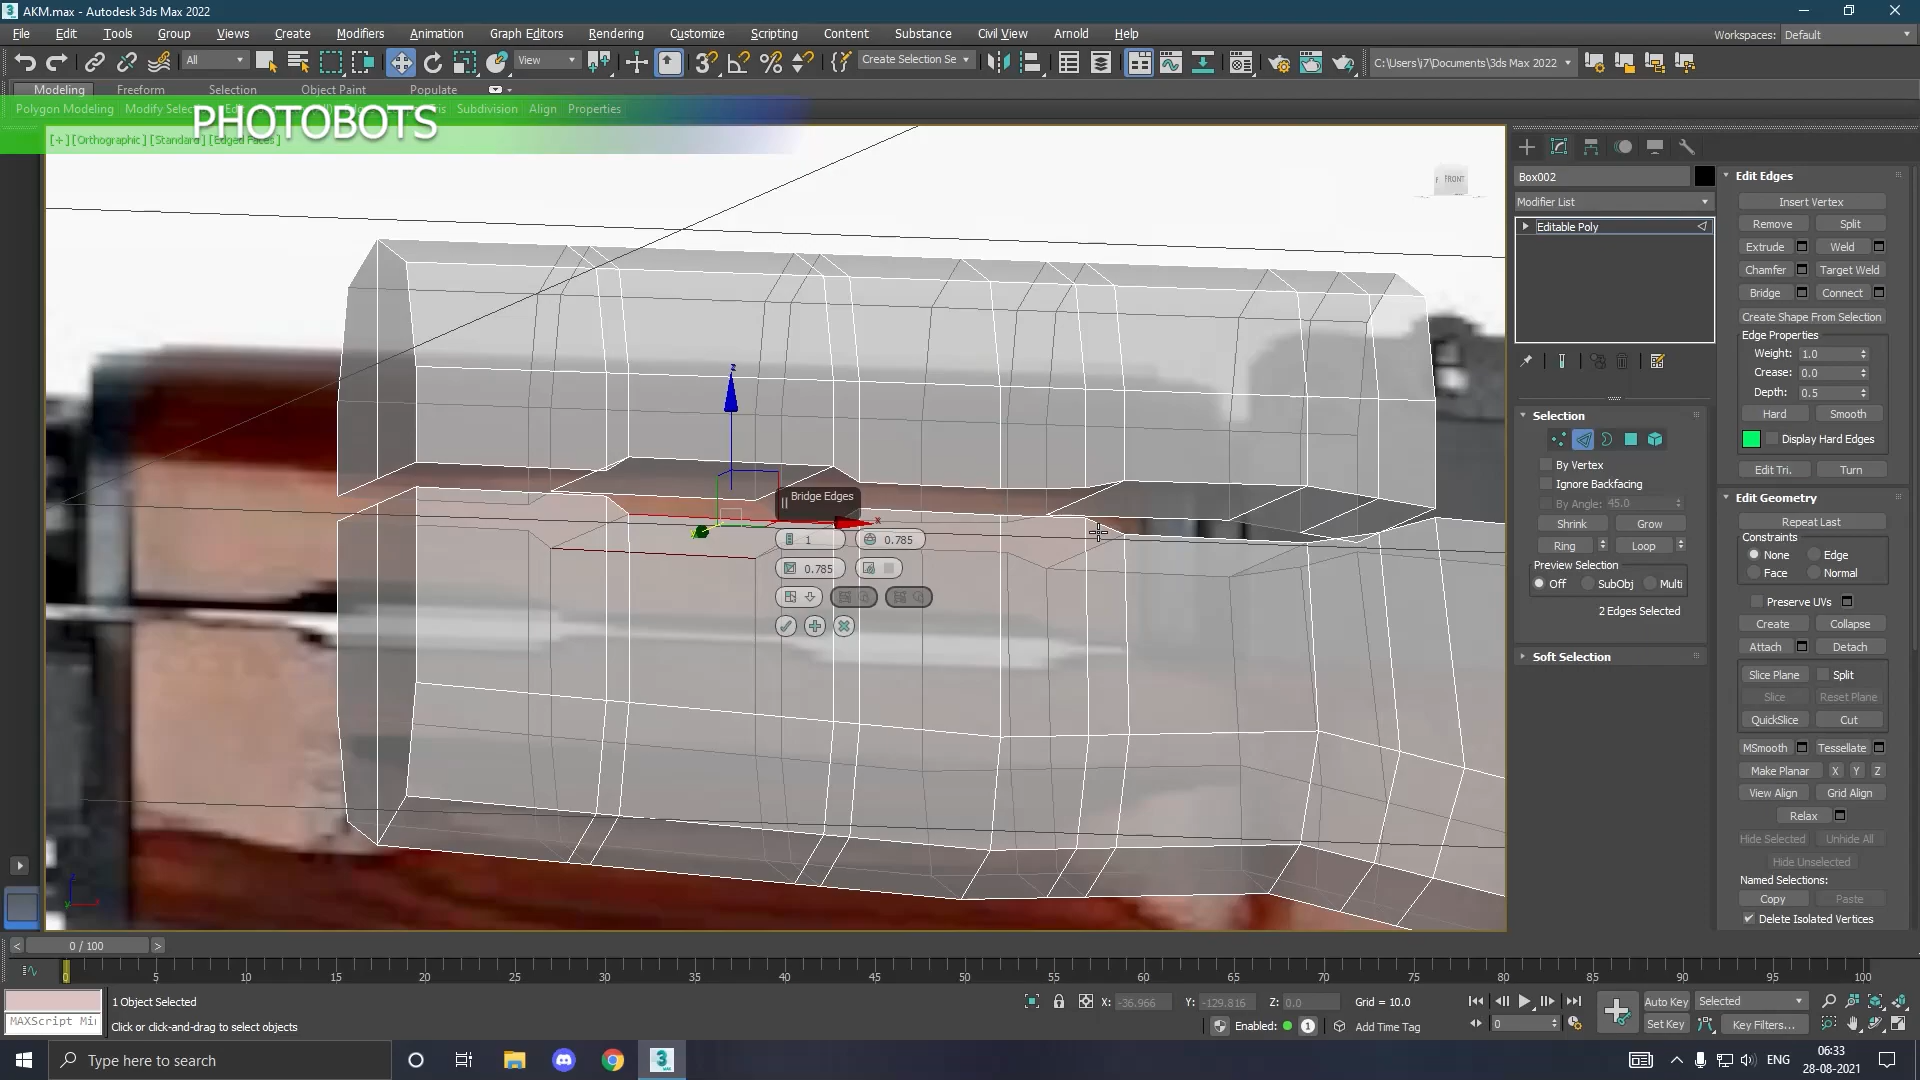 AKM.max - Autodesk 3ds Max 2022
File Edit Tools Group Views Create Modifiers Animation Graph Editors Rendering Customize Scripting Content Substance Civil View Arnold Help
Workspaces: Default
All View Create Selection Se C:\Users\i7\Documents\3ds Max 2022
Modeling Freeform Selection Object Paint Populate
Polygon Modeling Subdivision Align Properties
PHOTOBOTS
[+] [Orthographic] [Standard] [Edged Faces]
FRONT
Box002
Modifier List
Editable Poly
Selection
By Vertex
Ignore Backfacing
By Angle: 45.0
Shrink Grow
Ring Loop
Preview Selection
Off SubObj Multi
2 Edges Selected
Soft Selection
Edit Edges
Insert Vertex
Remove Split
Extrude Weld
Chamfer Target Weld
Bridge Connect
Create Shape From Selection
Edge Properties
Weight: 1.0
Crease: 0.0
Depth: 0.5
Hard Smooth
Display Hard Edges
Edit Tri. Turn
Edit Geometry
Repeat Last
Constraints
None Edge
Face Normal
Preserve UVs
Create Collapse
Attach Detach
Slice Plane Split
Slice Reset Plane
QuickSlice Cut
MSmooth Tessellate
Make Planar X Y Z
View Align Grid Align
Relax
Hide Selected Unhide All
Hide Unselected
Named Selections:
Copy Paste
Delete Isolated Vertices
Bridge Edges
1 0.785
0.785
z
x
< 0 / 100 >
0 5 10 15 20 25 30 35 40 45 50 55 60 65 70 75 80 85 90 95 100
1 Object Selected
X: -36.966 Y: -129.816 Z: 0.0 Grid = 10.0
Auto Key Selected
MAXScript Mi
Click or click-and-drag to select objects
Enabled: 1 Add Time Tag
0
Set Key Key Filters...
Type here to search
ENG
06:33
28-08-2021